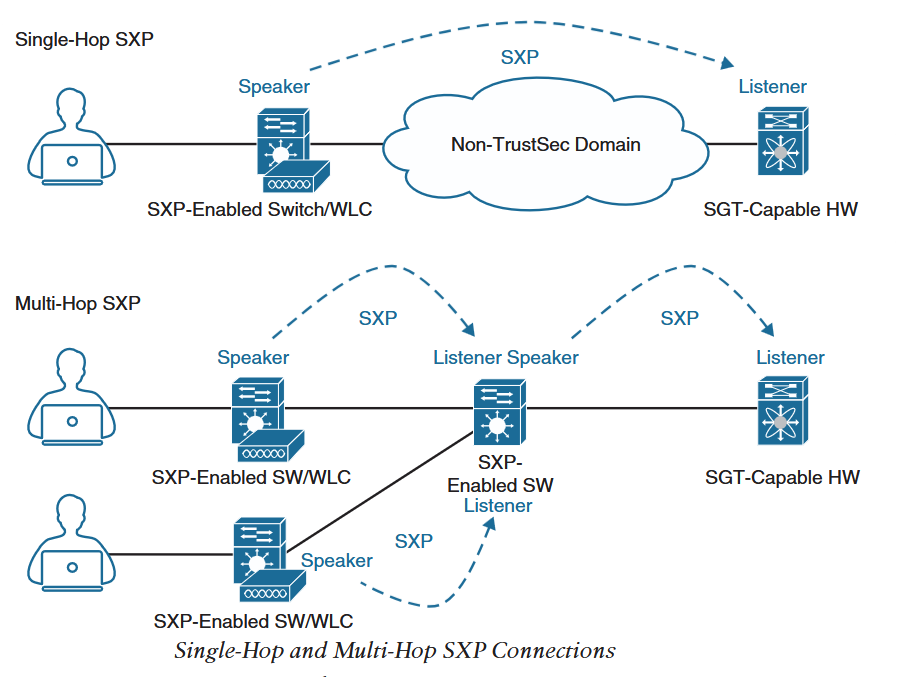 Single-Hop SXP
SXP
Speaker
Listener
Non-TrustSec Domain
SXP-Enabled Switch/WLC
SGT-Capable HW
Multi-Hop SXP
SXP
SXP
Speaker
Listener Speaker
Listener
SXP-Enabled SW/WLC
SXP-
Enabled SW
SGT-Capable HW
Listener
SXP
Speaker
SXP-Enabled SW/WLC
Single-Hop and Multi-Hop SXP Connections